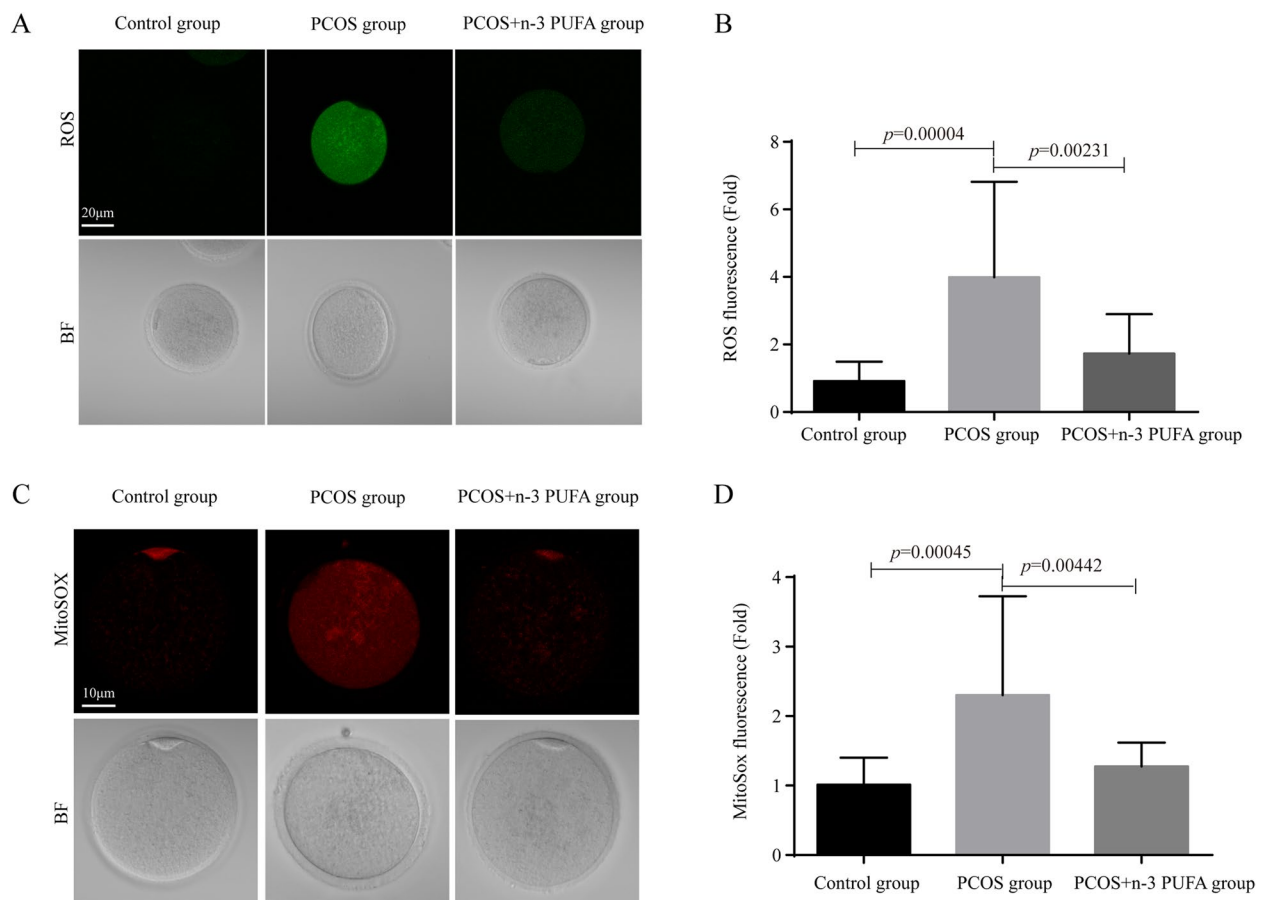 A
Control group
PCOS group
PCOS+n-3 PUFA group
ROS
20μm
BF
B
ROS fluorescence (Fold)
8
6
4
2
0
p=0.00004
p=0.00231
Control group
PCOS group
PCOS+n-3 PUFA group
C
Control group
PCOS group
PCOS+n-3 PUFA group
MitoSOX
10μm
BF
D
MitoSox fluorescence (Fold)
4
3
2
1
0
p=0.00045
p=0.00442
Control group
PCOS group
PCOS+n-3 PUFA group